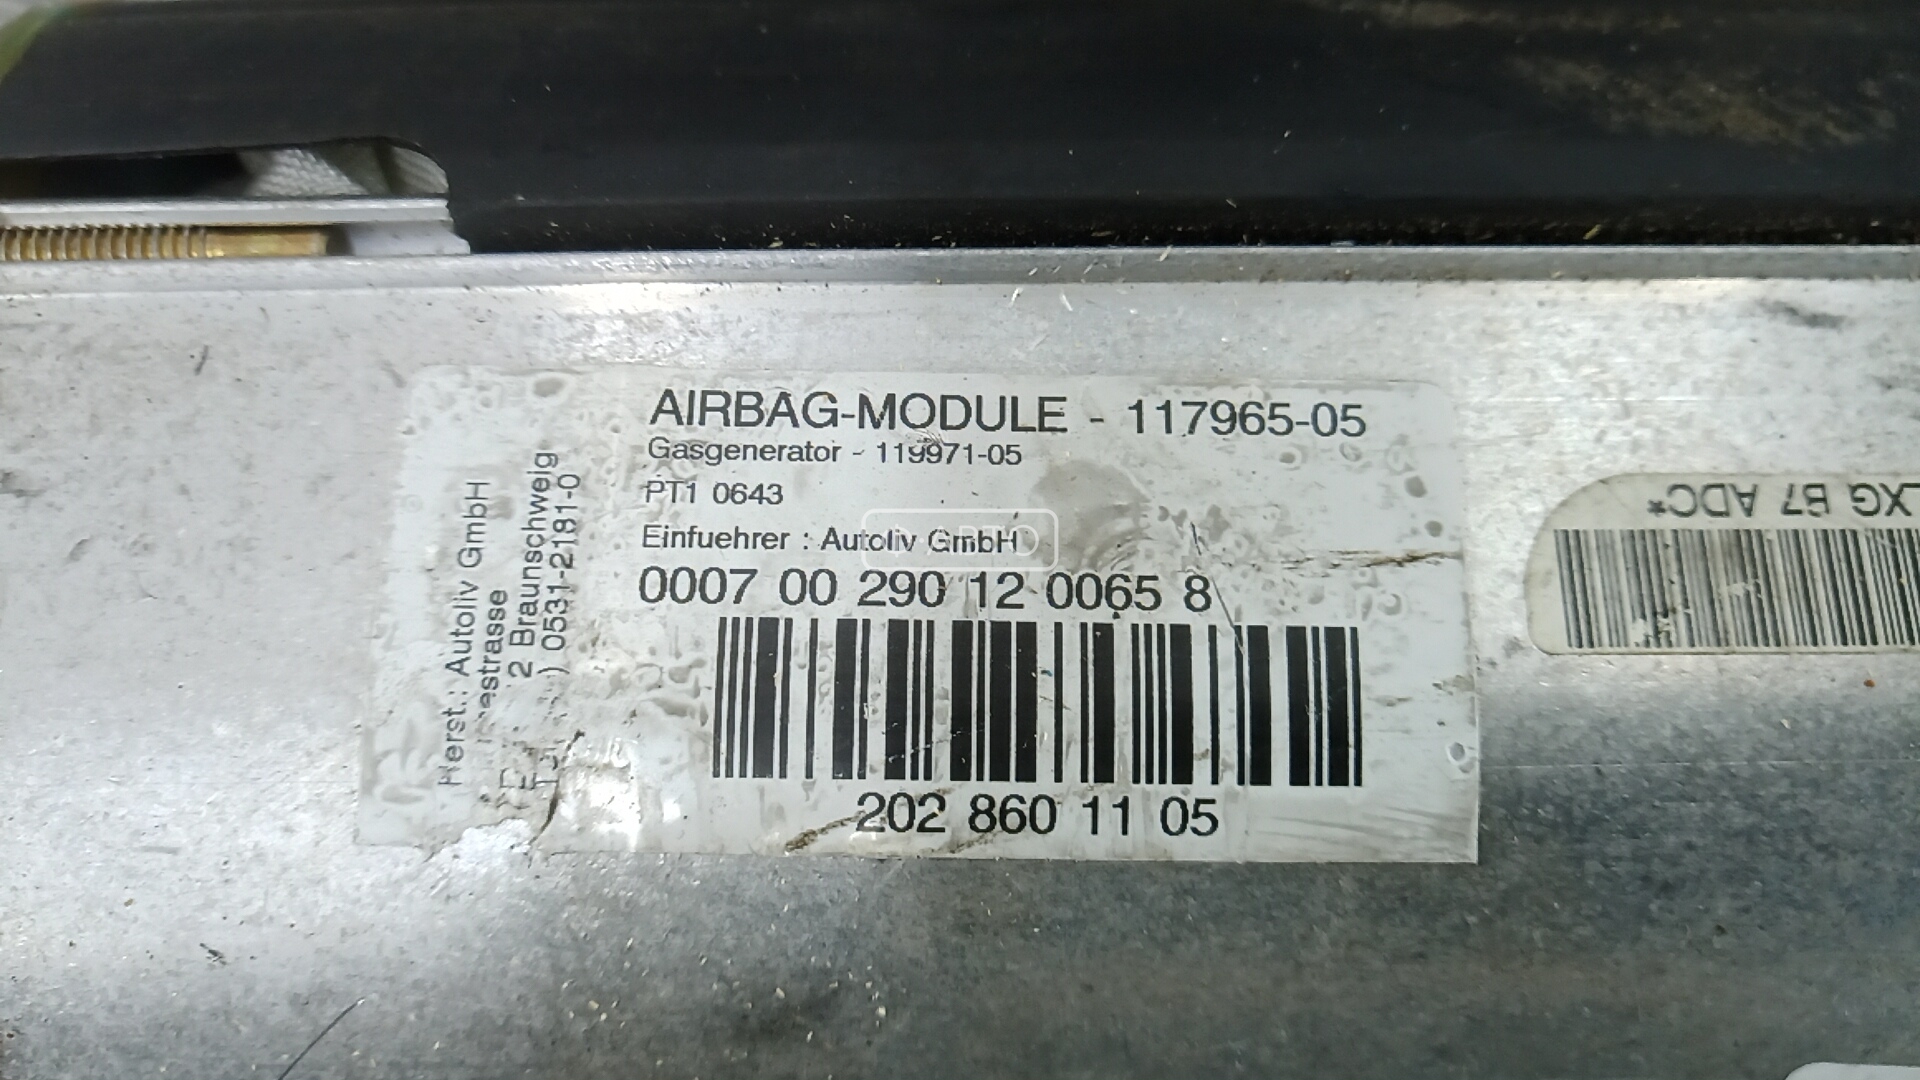 AIRBAG-MODULE - 117965-05
Gasgenerator - 119971-05
PT1 0643
Einfuehrer : Autoliv GmbH
0007 00 290 12 0065 8
202 860 11 05
Herst.: Autoliv GmbH
2 Braunschweig
0531-2181-0
XG B7 ADC*